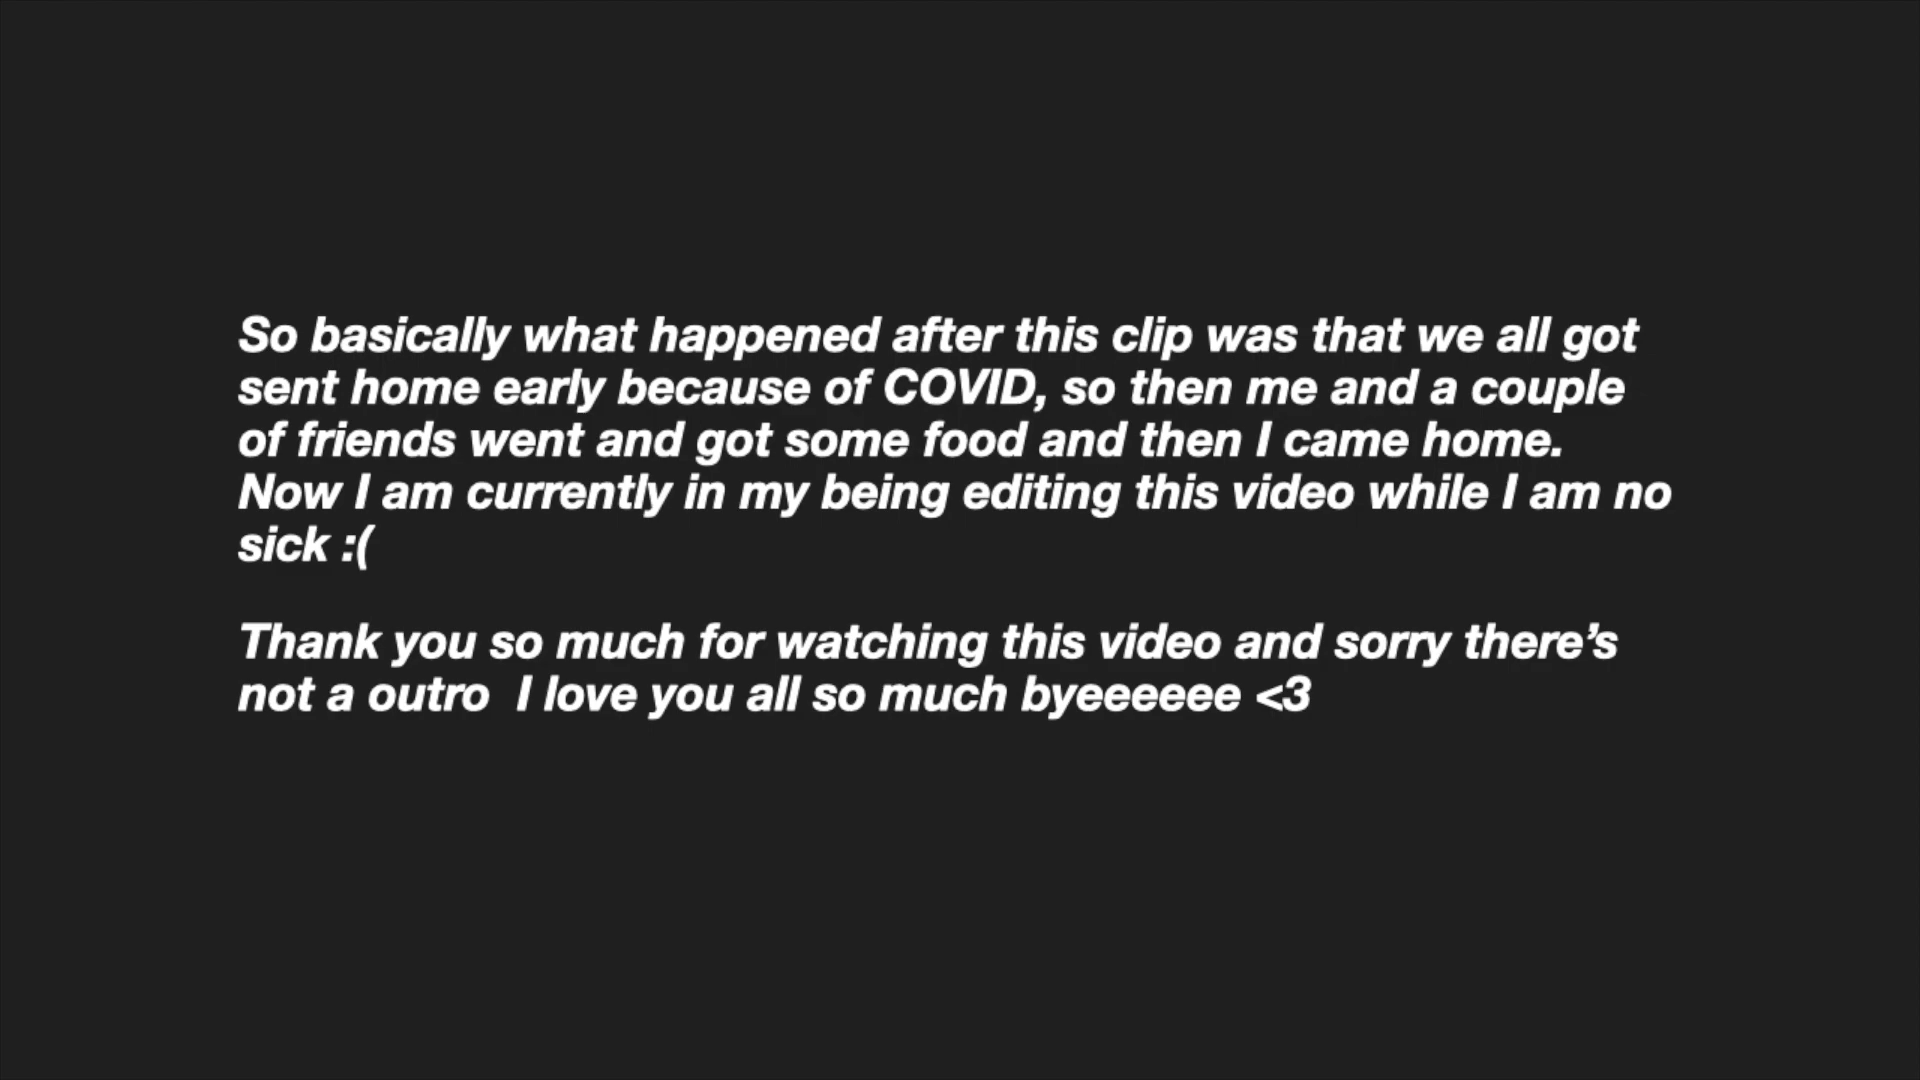 So basically what happened after this clip was that we all got
sent home early because of COVID, so then me and a couple
of friends went and got some food and then I came home.
Now I am currently in my being editing this video while I am no
sick :(
Thank you so much for watching this video and sorry there’s
not a outro  I love you all so much byeeeeee <3